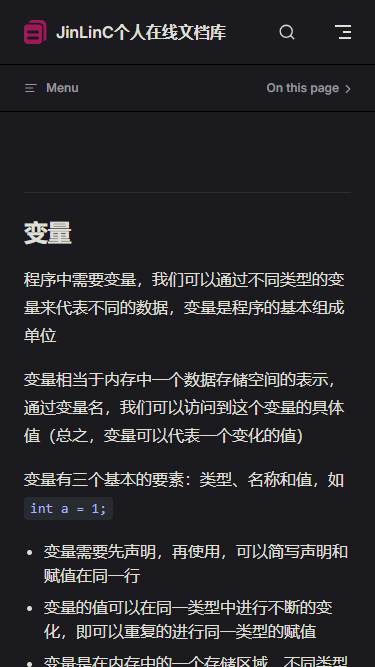 JinLinC个人在线文档库
Menu
On this page
变量
程序中需要变量，我们可以通过不同类型的变
量来代表不同的数据，变量是程序的基本组成
单位
变量相当于内存中一个数据存储空间的表示，
通过变量名，我们可以访问到这个变量的具体
值（总之，变量可以代表一个变化的值）
变量有三个基本的要素：类型、名称和值，如
int a = 1;
变量需要先声明，再使用，可以简写声明和
赋值在同一行
变量的值可以在同一类型中进行不断的变
化，即可以重复的进行同一类型的赋值
变量是在内存中的一个存储区域，不同类型